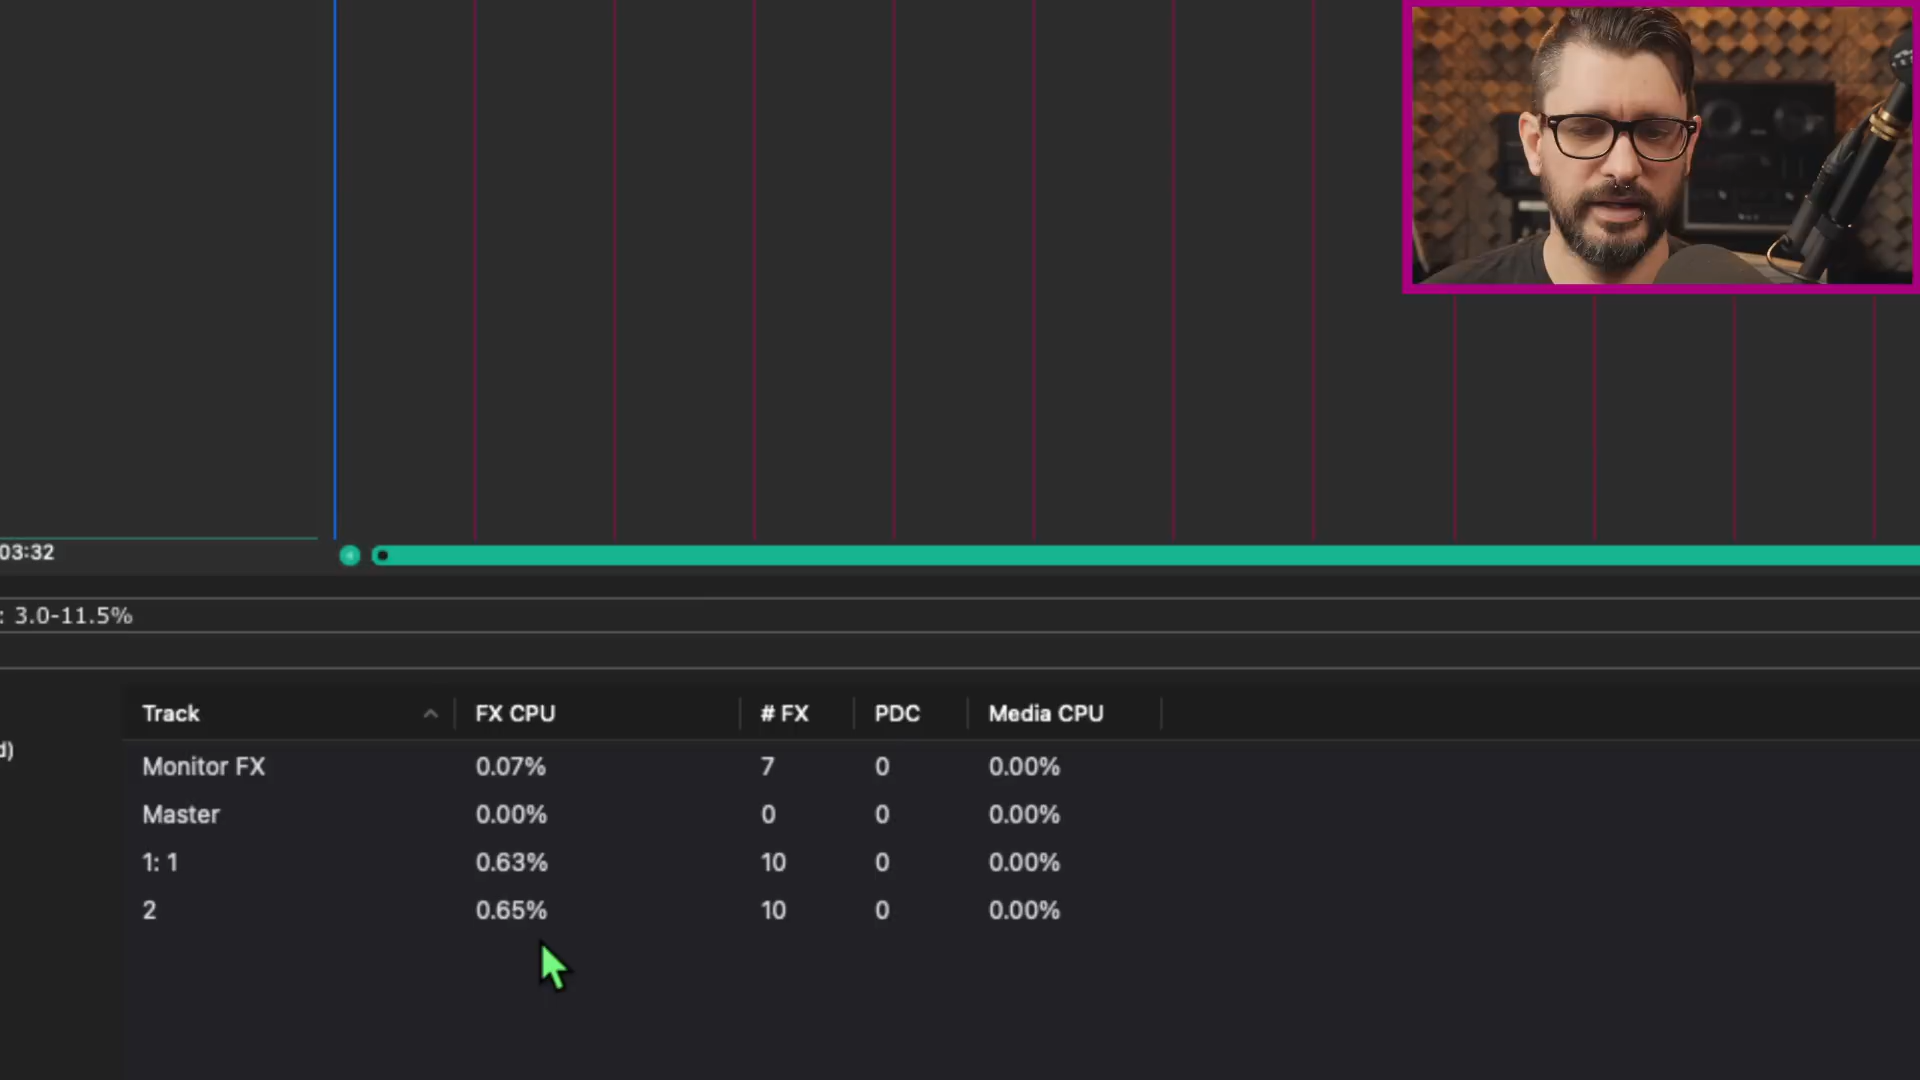 03:32
: 3.0-11.5%
d)
Track FX CPU # FX PDC Media CPU
Monitor FX 0.07% 7 0 0.00%
Master 0.00% 0 0 0.00%
1: 1 0.63% 10 0 0.00%
2 0.65% 10 0 0.00%